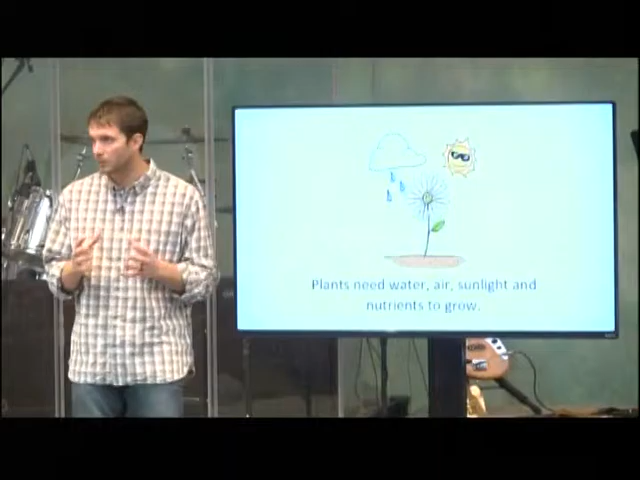 Plants need water, air, sunlight and
nutrients to grow.